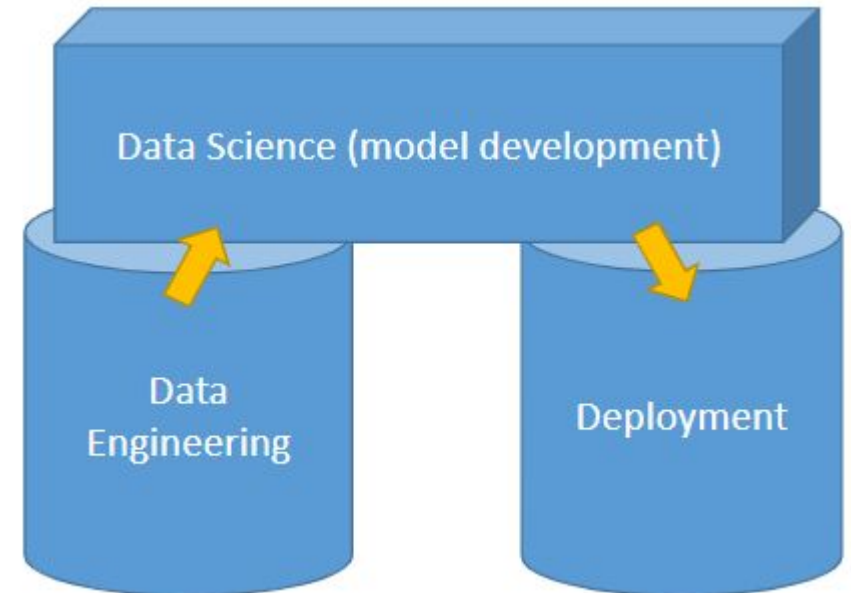 Data Science (model development)
Data
Engineering
Deployment